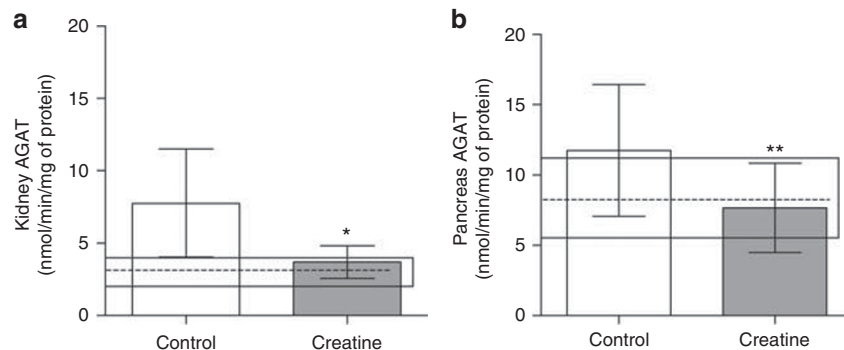 a
Kidney AGAT
(nmol/min/mg of protein)
20
15
10
5
0
*
Control
Creatine
b
Pancreas AGAT
(nmol/min/mg of protein)
20
15
10
5
0
**
Control
Creatine